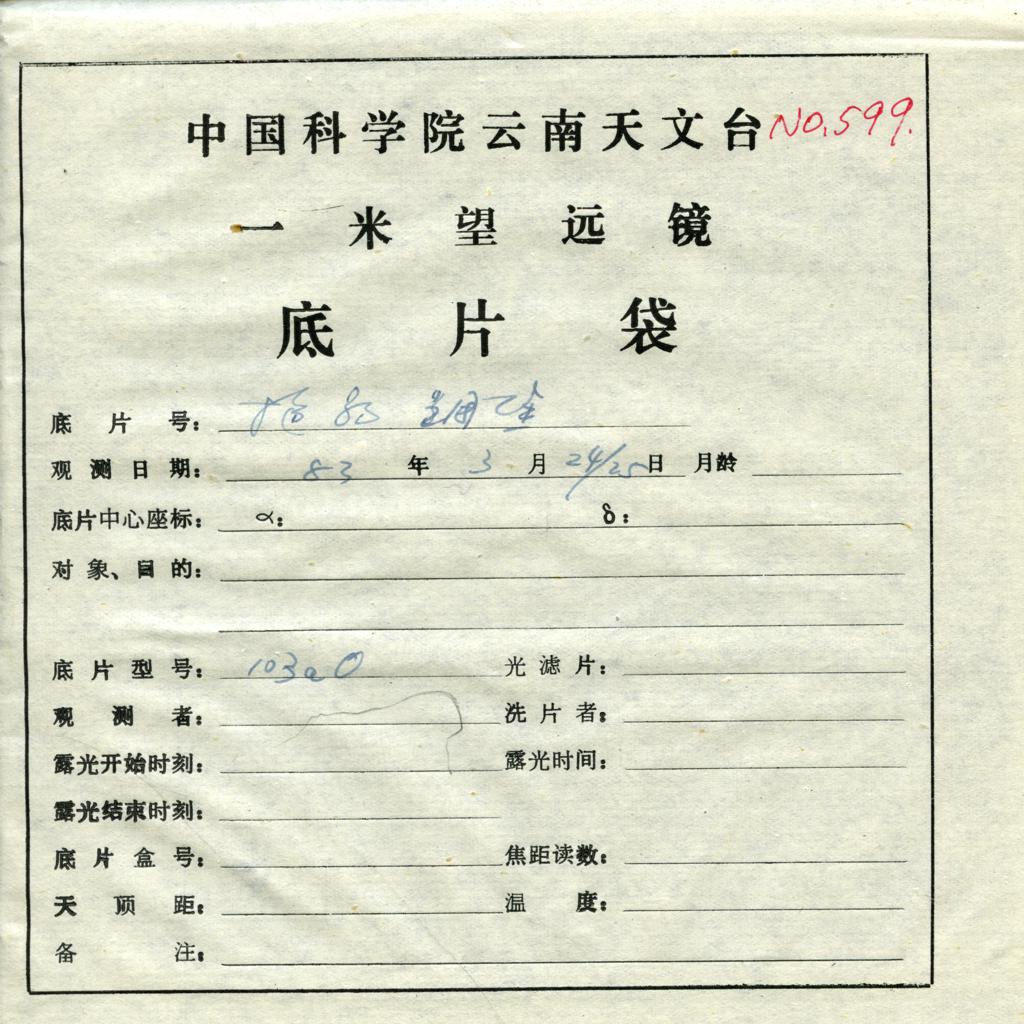 中国科学院云南天文台 NO.599.
一米望远镜
底片袋
底片号：
观测日期： 83 年 3 月 24/25 日 月龄
底片中心座标： α： δ：
对象、目的：
底片型号： 103aO 光滤片：
观测者： 洗片者：
露光开始时刻： 露光时间：
露光结束时刻：
底片盒号： 焦距读数：
天顶距： 温度：
备注：